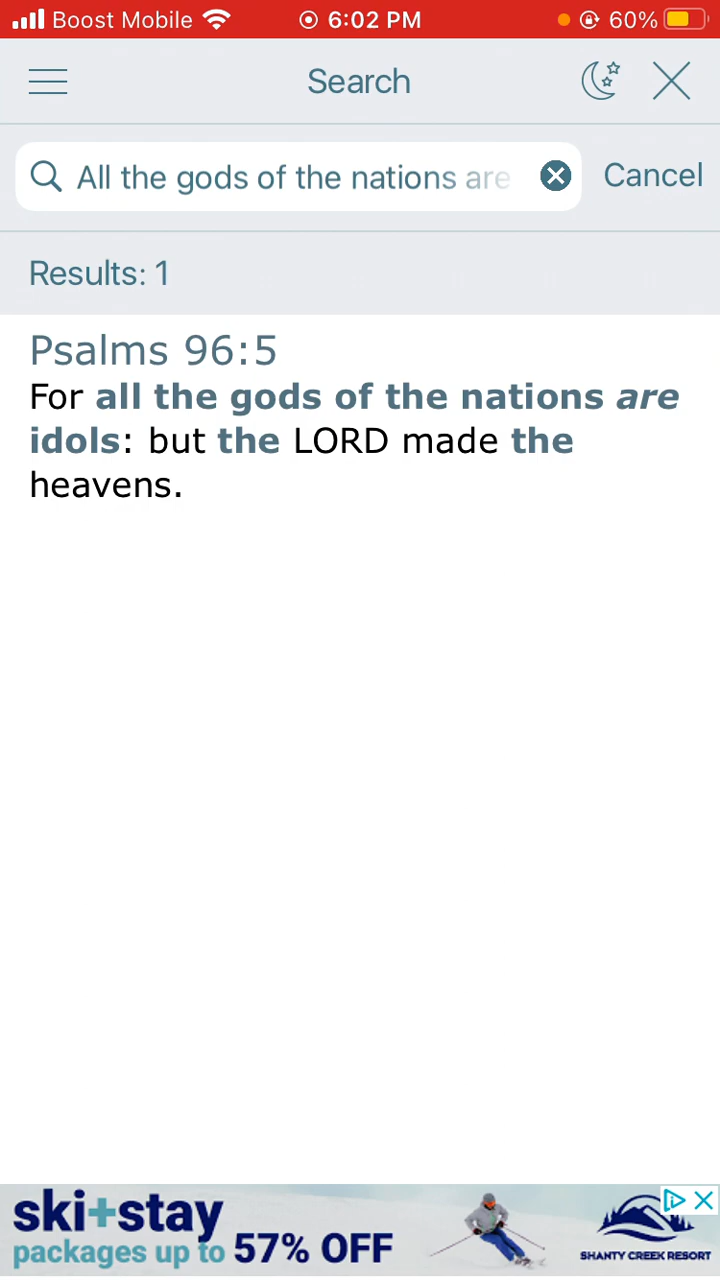 Boost Mobile 6:02 PM 60%
Search
All the gods of the nations are Cancel
Results: 1
Psalms 96:5
For all the gods of the nations are
idols: but the LORD made the
heavens.
ski+stay
packages up to 57% OFF
SHANTY CREEK RESORT